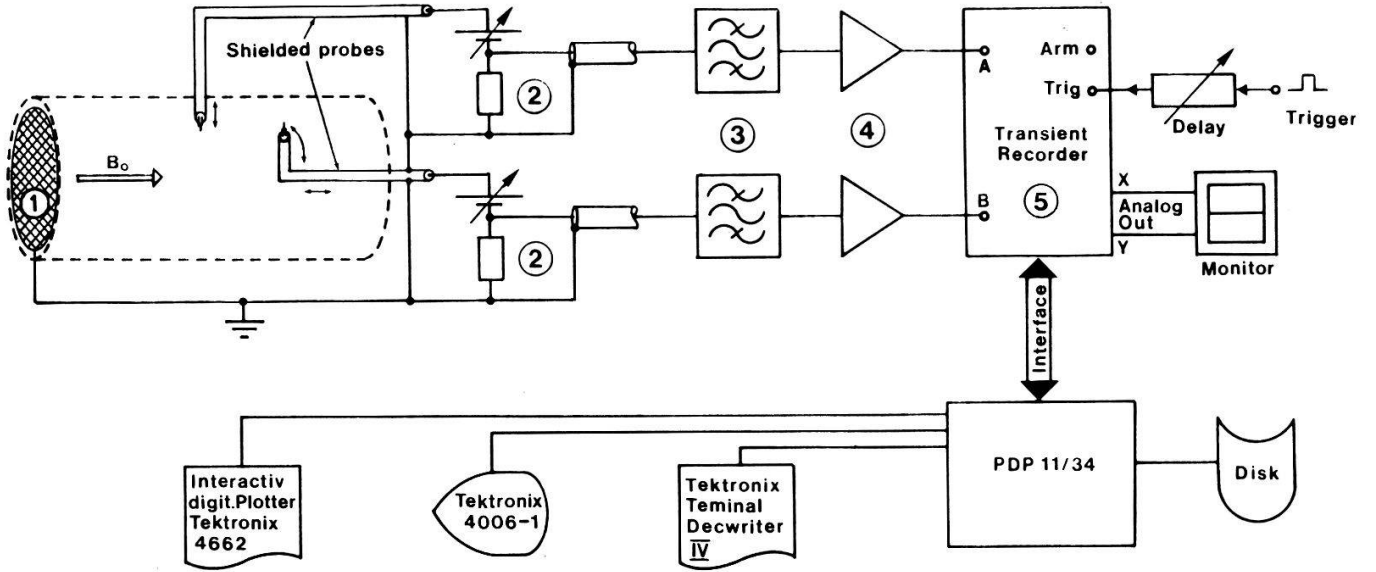 Shielded probes
B₀
1
2
2
3
4
A
B
Arm
Trig
Transient
Recorder
5
Delay
Trigger
X
Analog
Out
Y
Monitor
Interface
PDP 11/34
Disk
Interactiv
digit.Plotter
Tektronix
4662
Tektronix
4006-1
Tektronix
Teminal
Decwriter
IV